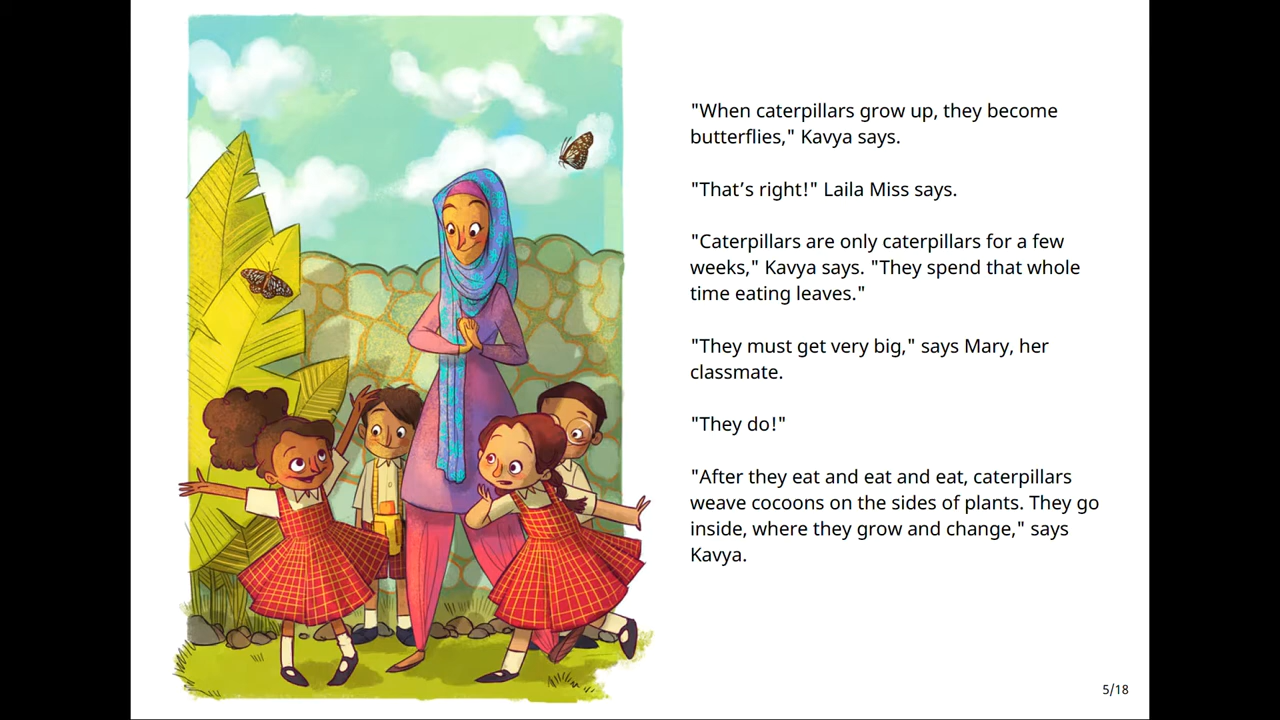 "When caterpillars grow up, they become
butterflies," Kavya says.
"That’s right!" Laila Miss says.
"Caterpillars are only caterpillars for a few
weeks," Kavya says. "They spend that whole
time eating leaves."
"They must get very big," says Mary, her
classmate.
"They do!"
"After they eat and eat and eat, caterpillars
weave cocoons on the sides of plants. They go
inside, where they grow and change," says
Kavya.
5/18